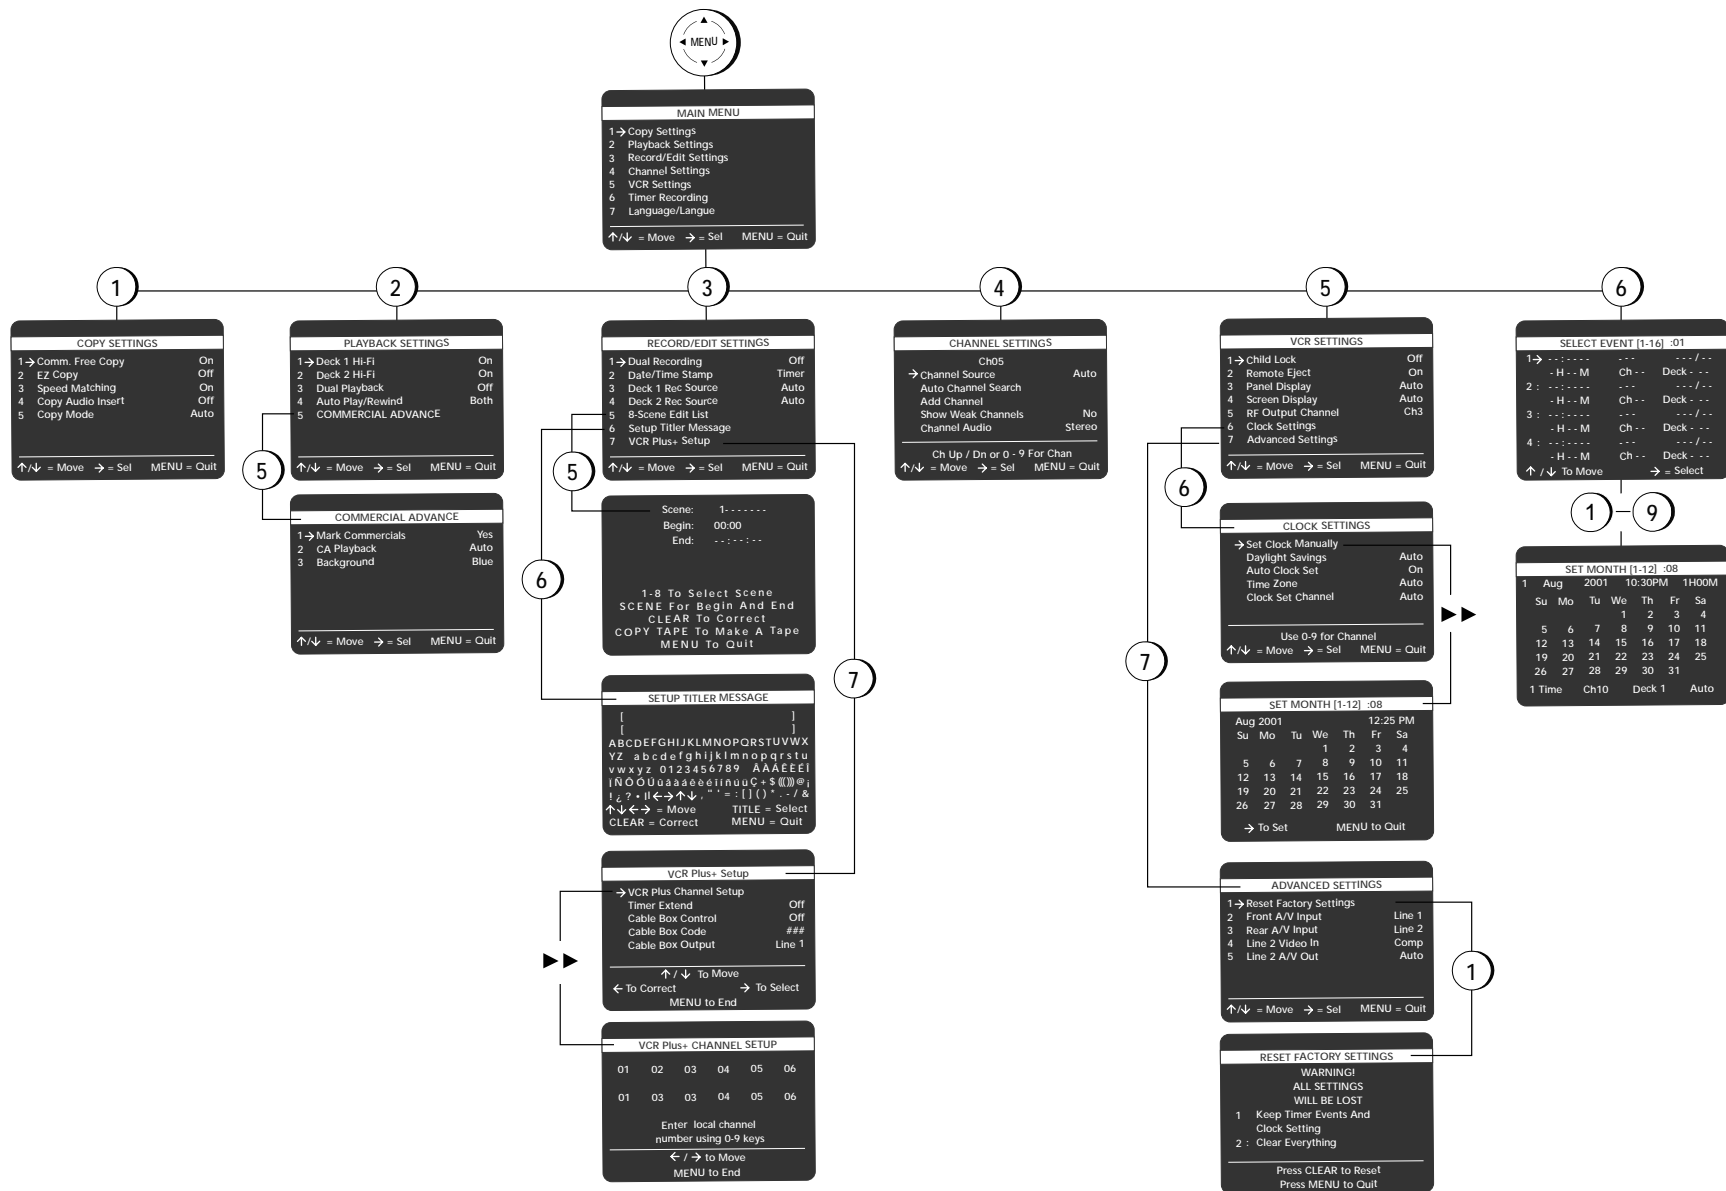 MENU
MAIN MENU
1 → Copy Settings
2 Playback Settings
3 Record/Edit Settings
4 Channel Settings
5 VCR Settings
6 Timer Recording
7 Language/Langue
↑/↓ = Move → = Sel MENU = Quit
1
2
3
4
5
6
COPY SETTINGS
1 → Comm. Free Copy On
2 EZ Copy Off
3 Speed Matching On
4 Copy Audio Insert Off
5 Copy Mode Auto
↑/↓ = Move → = Sel MENU = Quit
PLAYBACK SETTINGS
1 → Deck 1 Hi-Fi On
2 Deck 2 Hi-Fi On
3 Dual Playback Off
4 Auto Play/Rewind Both
5 COMMERCIAL ADVANCE
↑/↓ = Move → = Sel MENU = Quit
5
COMMERCIAL ADVANCE
1 → Mark Commercials Yes
2 CA Playback Auto
3 Background Blue
↑/↓ = Move → = Sel MENU = Quit
RECORD/EDIT SETTINGS
1 → Dual Recording Off
2 Date/Time Stamp Timer
3 Deck 1 Rec Source Auto
4 Deck 2 Rec Source Auto
5 8-Scene Edit List
6 Setup Titler Message
7 VCR Plus+ Setup
↑/↓ = Move → = Sel MENU = Quit
5
Scene: 1-------
Begin: 00:00
End: --:--:--
1-8 To Select Scene
SCENE For Begin And End
CLEAR To Correct
COPY TAPE To Make A Tape
MENU To Quit
6
SETUP TITLER MESSAGE
[ ]
[ ]
ABCDEFGHIJKLMNOPQRSTUVWX
YZ abcdefghijklmnopqrstu
vwxyz 0123456789 ÂÀÁÊÈÉÎ
ÏÑÔÓÚûâàáêèéîíñúüÇ+$((()))@¡
!¿?•||←→↑↓,"'=:[]()*.-/&
↑↓←→ = Move TITLE = Select
CLEAR = Correct MENU = Quit
7
VCR Plus+ Setup
→ VCR Plus Channel Setup
Timer Extend Off
Cable Box Control Off
Cable Box Code ###
Cable Box Output Line 1
↑/↓ To Move
← To Correct → To Select
MENU to End
▶▶
VCR Plus+ CHANNEL SETUP
01 02 03 04 05 06
01 03 03 04 05 06
Enter local channel
number using 0-9 keys
← / → to Move
MENU to End
CHANNEL SETTINGS
Ch05
→ Channel Source Auto
Auto Channel Search
Add Channel
Show Weak Channels No
Channel Audio Stereo
Ch Up / Dn or 0 - 9 For Chan
↑/↓ = Move → = Sel MENU = Quit
VCR SETTINGS
1 → Child Lock Off
2 Remote Eject On
3 Panel Display Auto
4 Screen Display Auto
5 RF Output Channel Ch3
6 Clock Settings
7 Advanced Settings
↑/↓ = Move → = Sel MENU = Quit
6
CLOCK SETTINGS
→ Set Clock Manually
Daylight Savings Auto
Auto Clock Set On
Time Zone Auto
Clock Set Channel Auto
Use 0-9 for Channel
↑/↓ = Move → = Sel MENU = Quit
▶▶
SET MONTH [1-12] :08
Aug 2001 12:25 PM
Su Mo Tu We Th Fr Sa
1 2 3 4
5 6 7 8 9 10 11
12 13 14 15 16 17 18
19 20 21 22 23 24 25
26 27 28 29 30 31
→ To Set MENU to Quit
7
ADVANCED SETTINGS
1 → Reset Factory Settings
2 Front A/V Input Line 1
3 Rear A/V Input Line 2
4 Line 2 Video In Comp
5 Line 2 A/V Out Auto
↑/↓ = Move → = Sel MENU = Quit
1
RESET FACTORY SETTINGS
WARNING!
ALL SETTINGS
WILL BE LOST
1 Keep Timer Events And
Clock Setting
2 : Clear Everything
Press CLEAR to Reset
Press MENU to Quit
SELECT EVENT [1-16] :01
1 → --:---- --- ---/--
-H--M Ch-- Deck---
2 : --:---- --- ---/--
-H--M Ch-- Deck---
3 : --:---- --- ---/--
-H--M Ch-- Deck---
4 : --:---- --- ---/--
-H--M Ch-- Deck---
↑ / ↓ To Move → = Select
1 – 9
SET MONTH [1-12] :08
1 Aug 2001 10:30PM 1H00M
Su Mo Tu We Th Fr Sa
1 2 3 4
5 6 7 8 9 10 11
12 13 14 15 16 17 18
19 20 21 22 23 24 25
26 27 28 29 30 31
1 Time Ch10 Deck 1 Auto